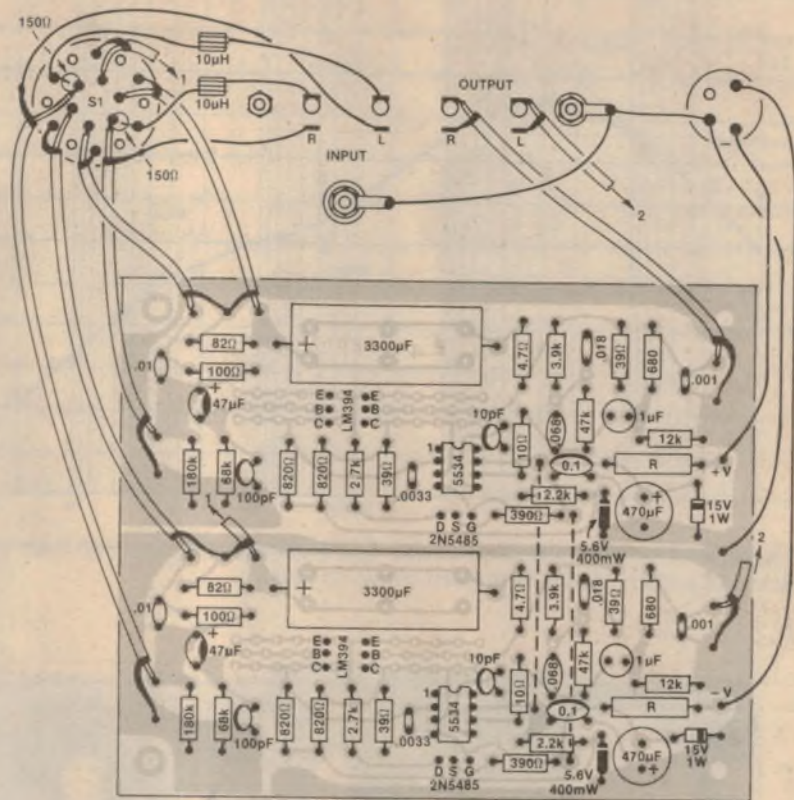 150Ω
10µH
1
S1
10µH
150Ω
OUTPUT
R
L
R
L
INPUT
2
82Ω
.01
100Ω
+
47µF
+
3300µF
4.7Ω
3.9k
.018
39Ω
680
.001
E
B
C
LM394
E
B
C
10pF
10Ω
.068
47k
1µF
12k
180k
68k
100pF
820Ω
820Ω
2.7k
39Ω
.0033
1
5534
0.1
R
+V
2.2k
390Ω
D S G
2N5485
5.6V
400mW
+
470µF
15V
1W
1
2
82Ω
.01
100Ω
+
47µF
+
3300µF
4.7Ω
3.9k
.018
39Ω
680
.001
E
B
C
LM394
E
B
C
10pF
10Ω
.068
47k
1µF
12k
180k
68k
100pF
820Ω
820Ω
2.7k
39Ω
.0033
1
5534
0.1
R
−V
2.2k
390Ω
D S G
2N5485
5.6V
400mW
470µF
+
15V
1W